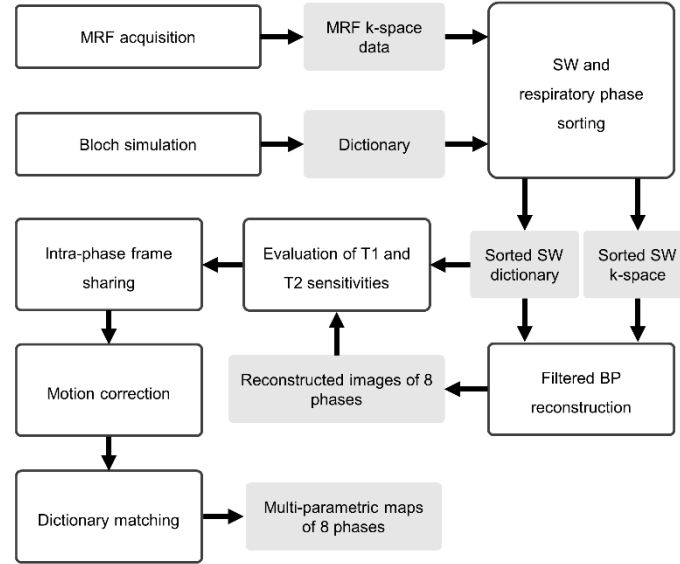 MRF acquisition
MRF k-space
data
SW and
respiratory phase
sorting
Bloch simulation
Dictionary
Intra-phase frame
sharing
Evaluation of T1 and
T2 sensitivities
Sorted SW
dictionary
Sorted SW
k-space
Motion correction
Reconstructed images of 8
phases
Filtered BP
reconstruction
Dictionary matching
Multi-parametric maps
of 8 phases